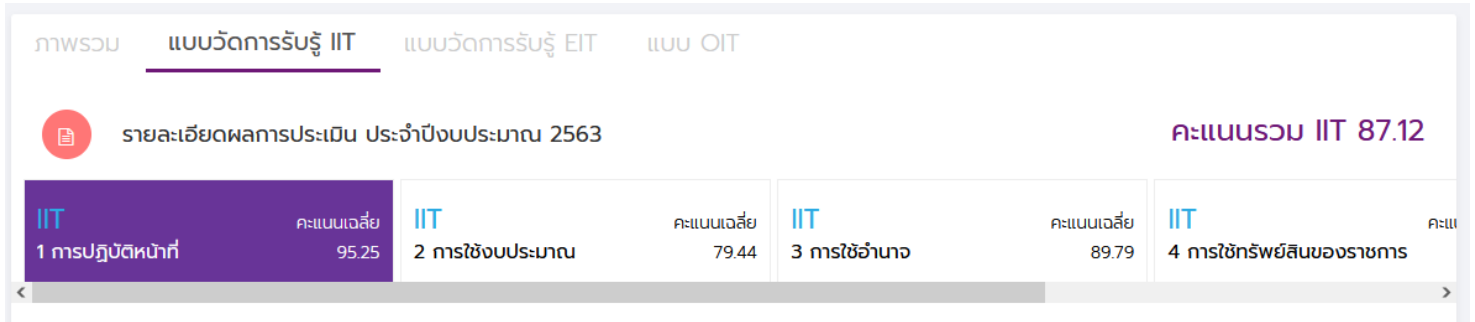 ภาพรวม แบบวัดการรับรู้ IIT แบบวัดการรับรู้ EIT แบบ OIT
รายละเอียดผลการประเมิน ประจำปีงบประมาณ 2563 คะแนนรวม IIT 87.12
IIT คะแนนเฉลี่ย
1 การปฏิบัติหน้าที่ 95.25
IIT คะแนนเฉลี่ย
2 การใช้งบประมาณ 79.44
IIT คะแนนเฉลี่ย
3 การใช้อำนาจ 89.79
IIT
4 การใช้ทรัพย์สินของราชการ